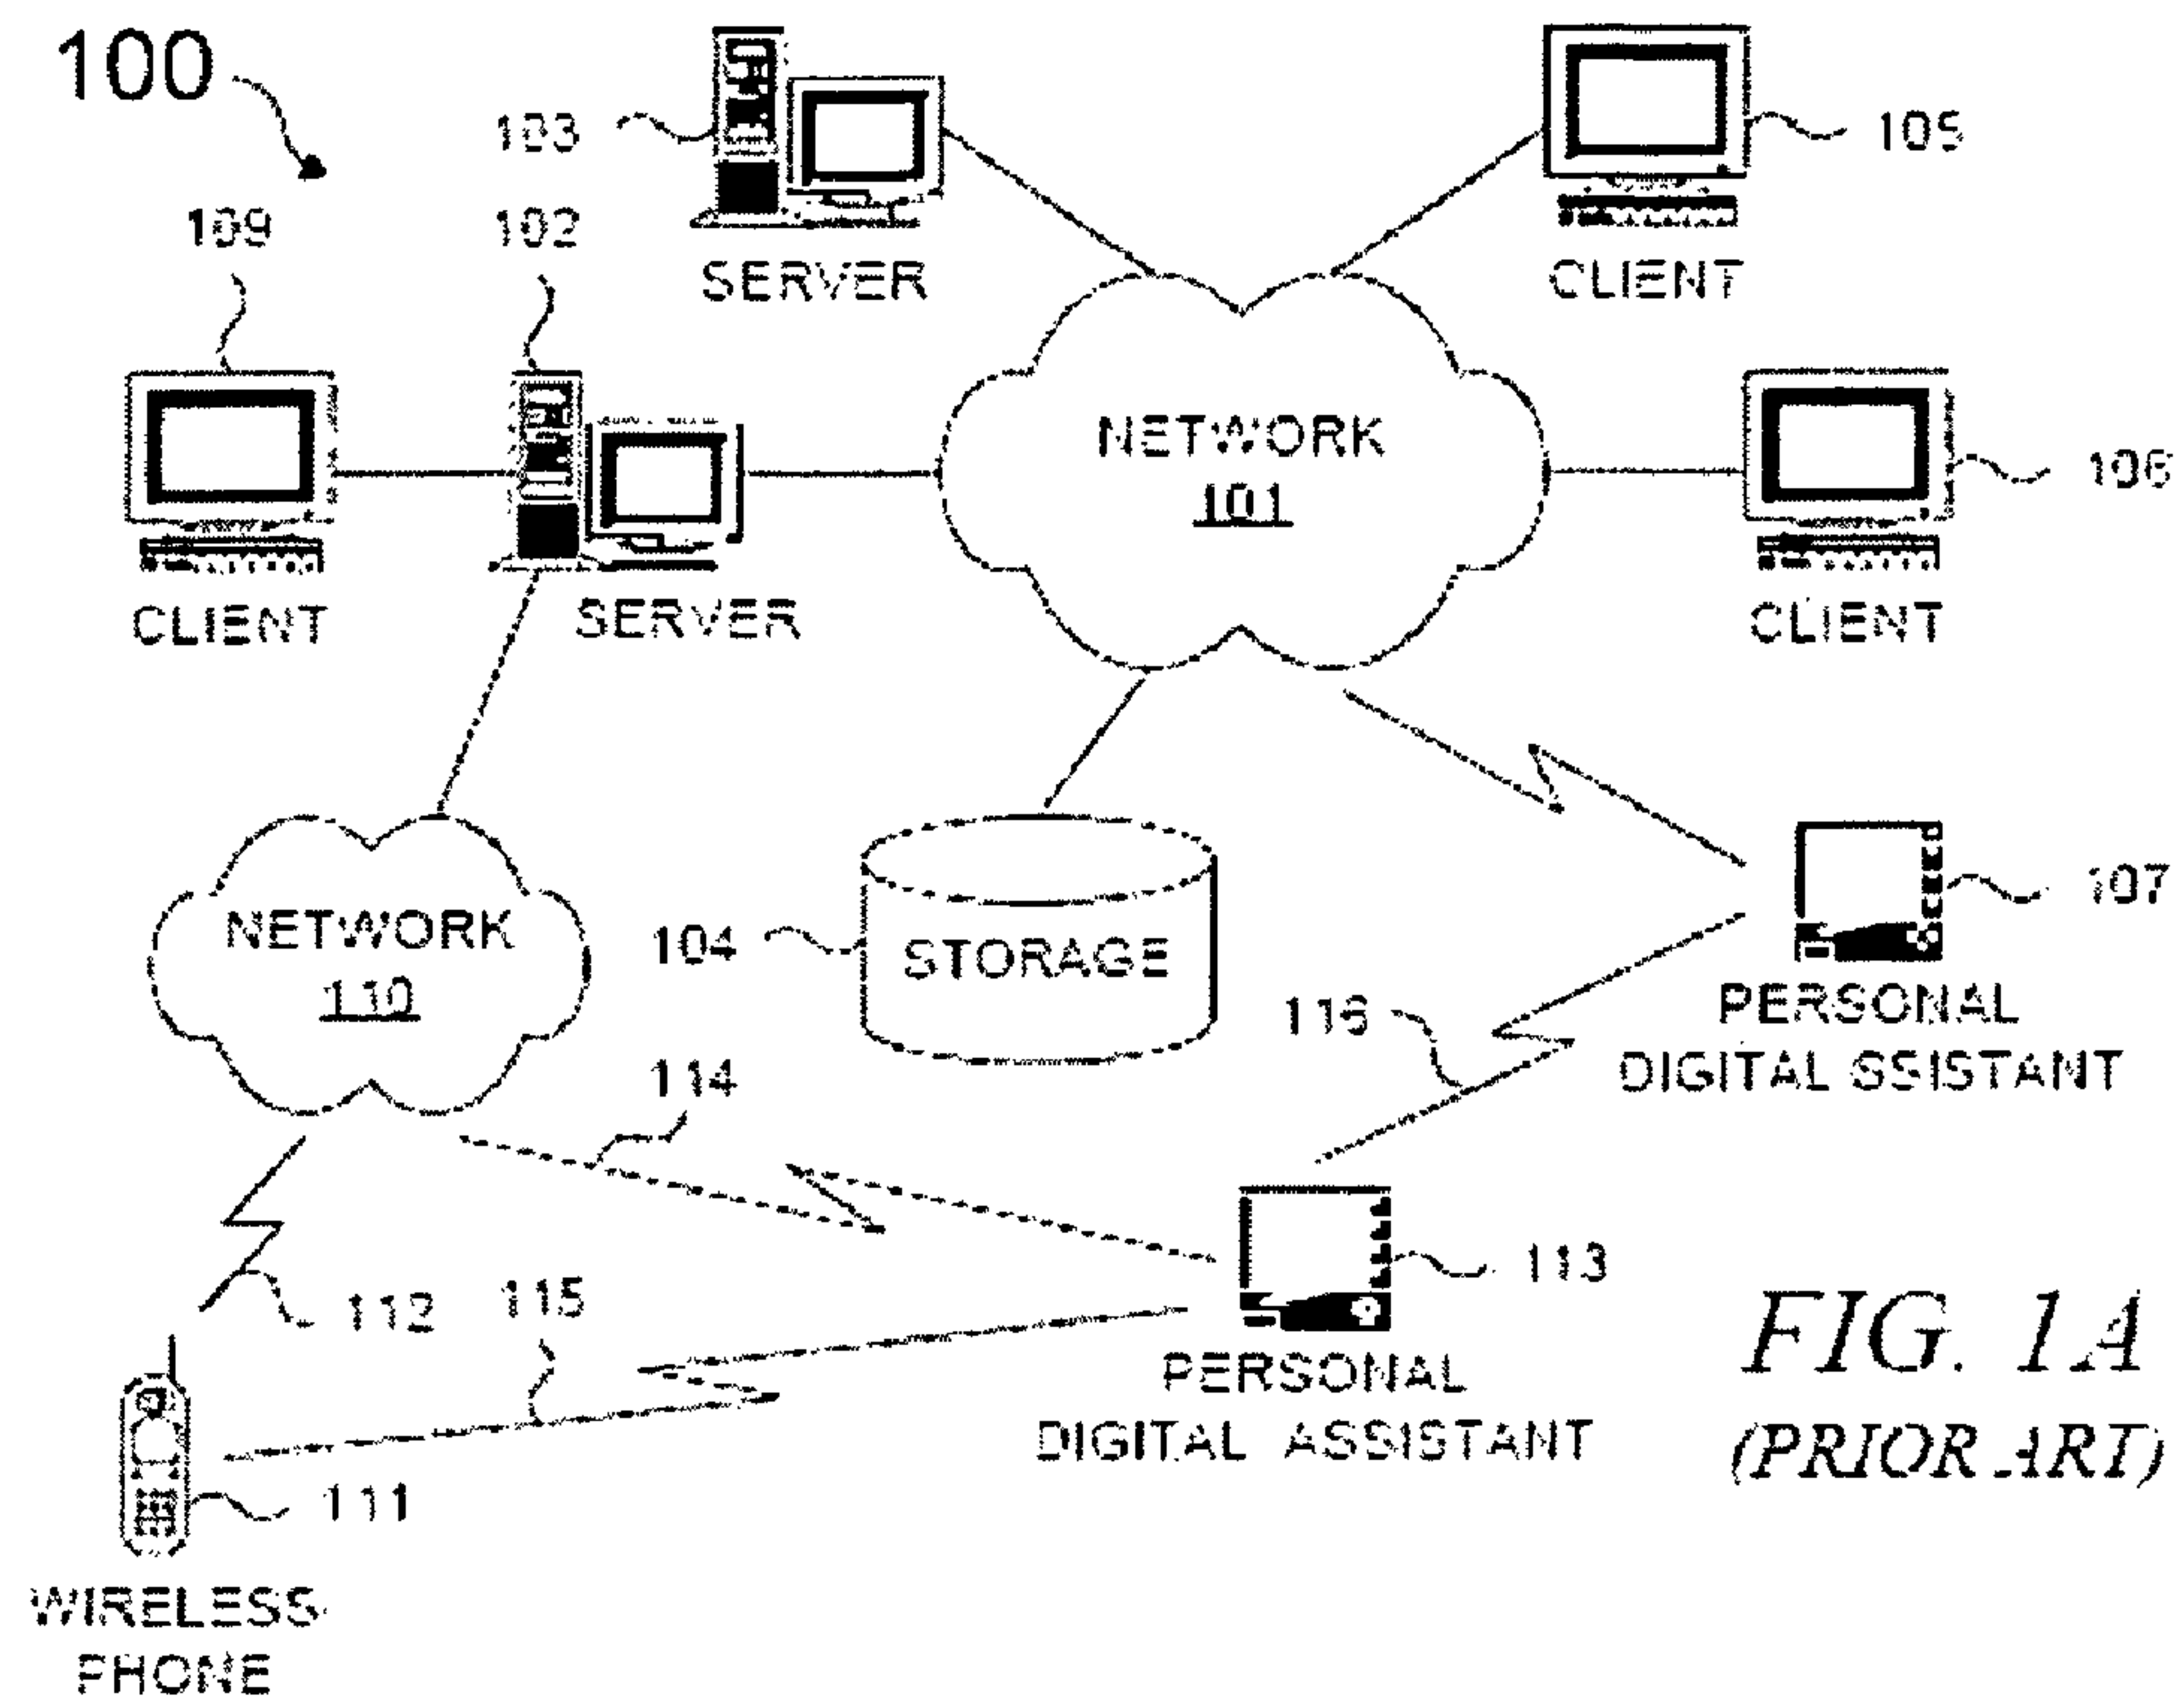 100
103
105
109
102
SERVER
CLIENT
NETWORK
101
106
CLIENT
SERVER
CLIENT
NETWORK
110
104
STORAGE
107
PERSONAL
DIGITAL SSISTANT
116
114
113
112
115
PERSONAL
DIGITAL ASSISTANT
111
WIRELESS
PHONE
FIG. 1A
(PRIOR ART)